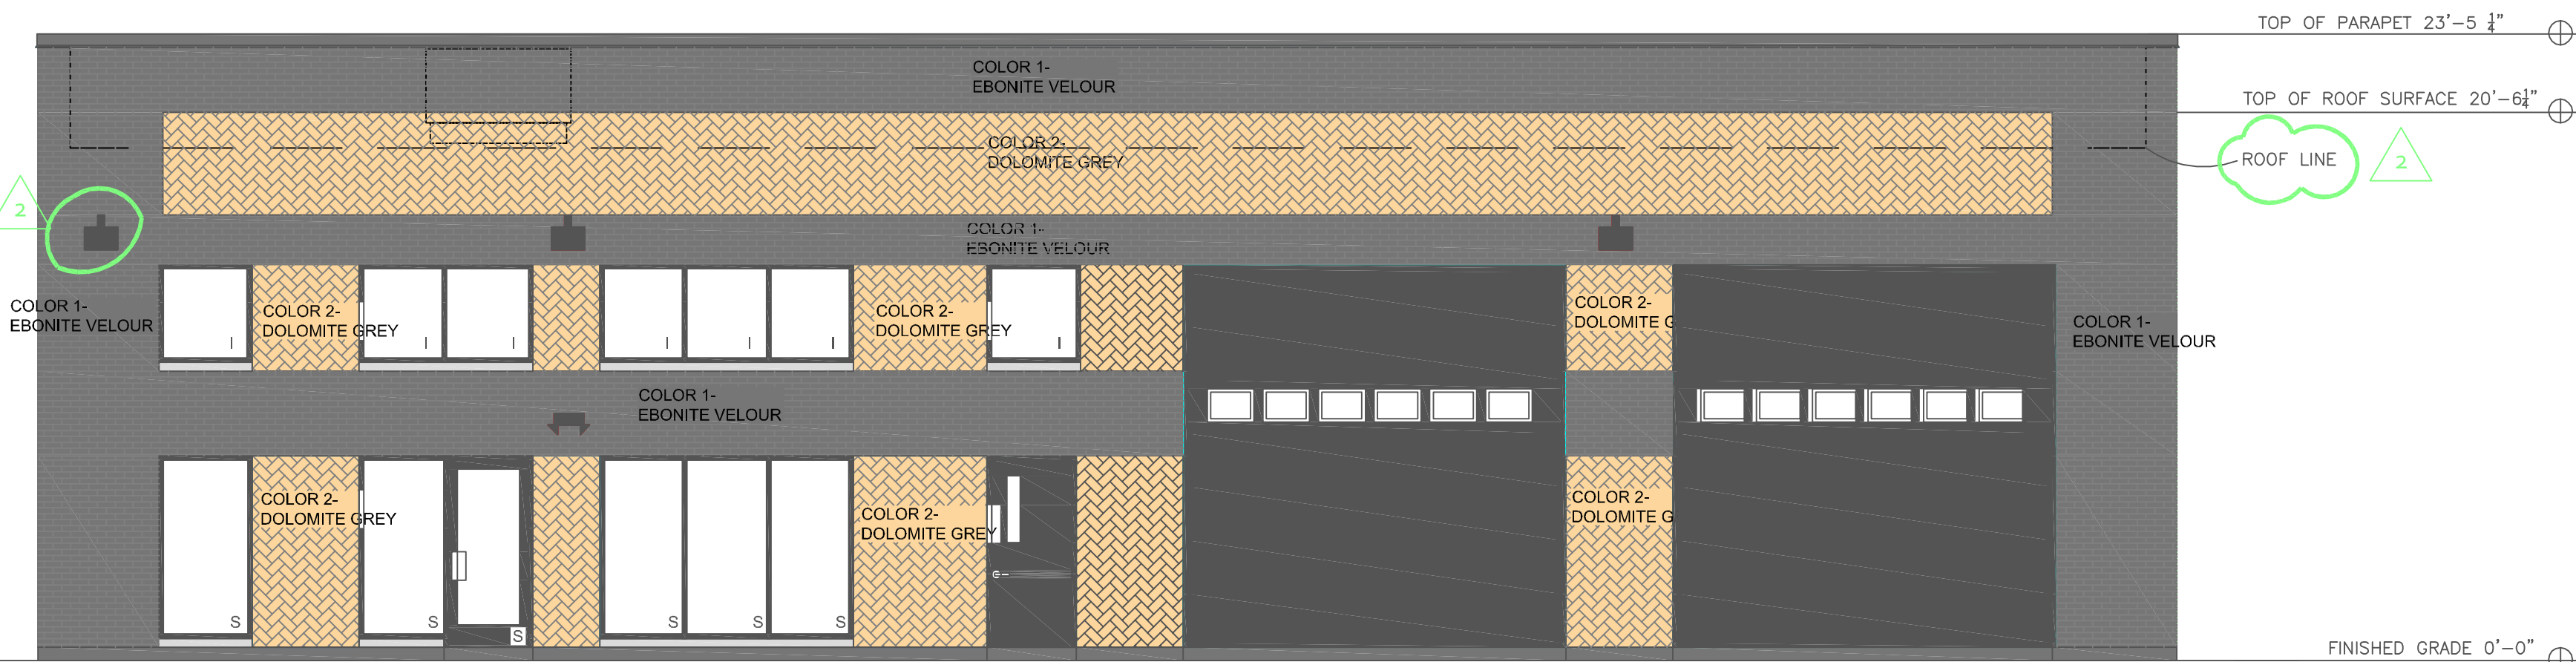 TOP OF PARAPET 23'-5 1/4"
COLOR 1-
EBONITE VELOUR
TOP OF ROOF SURFACE 20'-6 1/4"
COLOR 2-
DOLOMITE GREY
ROOF LINE
2
2
COLOR 1-
EBONITE VELOUR
COLOR 1-
EBONITE VELOUR
COLOR 2-
DOLOMITE GREY
COLOR 2-
DOLOMITE GREY
COLOR 2-
DOLOMITE G
COLOR 1-
EBONITE VELOUR
COLOR 1-
EBONITE VELOUR
COLOR 2-
DOLOMITE GREY
COLOR 2-
DOLOMITE GREY
COLOR 2-
DOLOMITE G
S
S
S
S
S
S
FINISHED GRADE 0'-0"